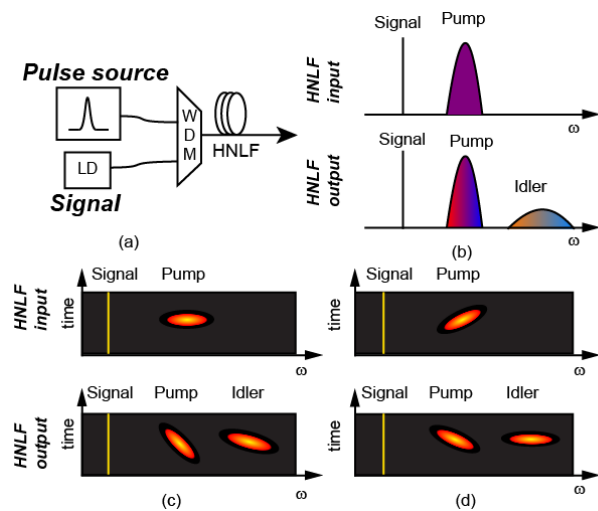 Pulse source
W
D
M
HNLF
LD
Signal
(a)
Signal
Pump
HNLF
input
ω
Signal
Pump
Idler
HNLF
output
ω
(b)
Signal Pump
HNLF
input
time
ω
Signal Pump Idler
HNLF
output
time
ω
(c)
Pump
Signal
time
ω
Signal Pump Idler
time
ω
(d)